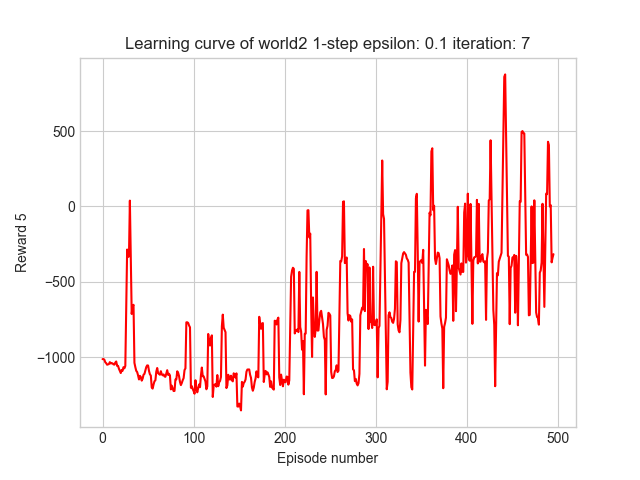 Learning curve of world2 1-step epsilon: 0.1 iteration: 7
500
0
−500
−1000
Reward 5
0 100 200 300 400 500
Episode number